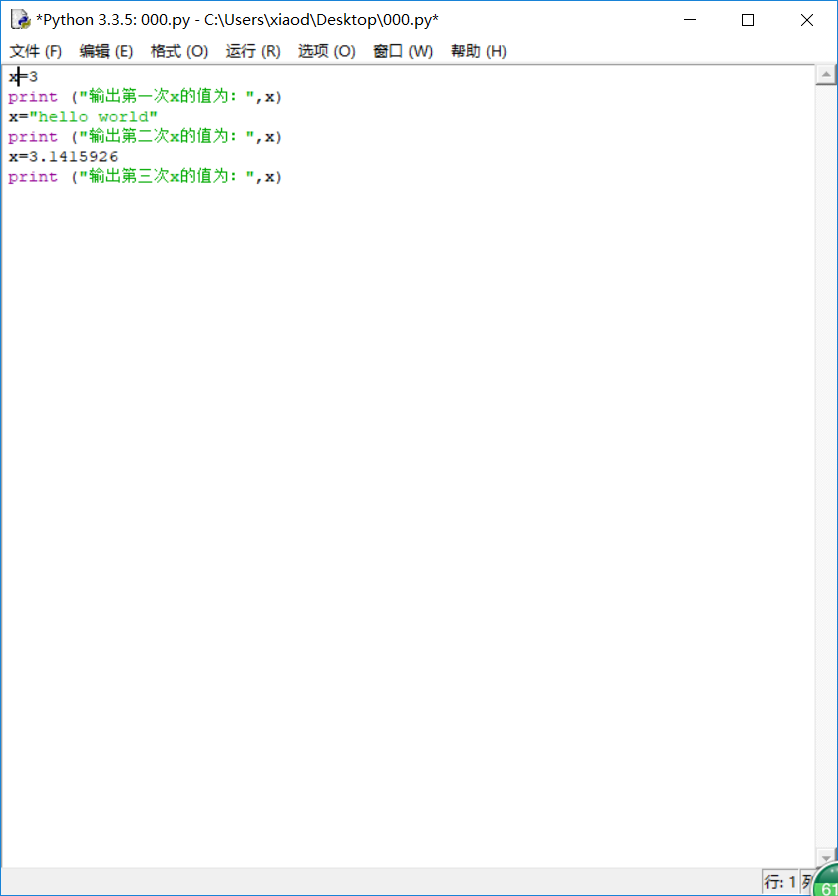 *Python 3.3.5: 000.py - C:\Users\xiaod\Desktop\000.py*
文件 (F) 编辑 (E) 格式 (O) 运行 (R) 选项 (O) 窗口 (W) 帮助 (H)
x=3
print ("输出第一次x的值为：",x)
x="hello world"
print ("输出第二次x的值为：",x)
x=3.1415926
print ("输出第三次x的值为：",x)
行: 1